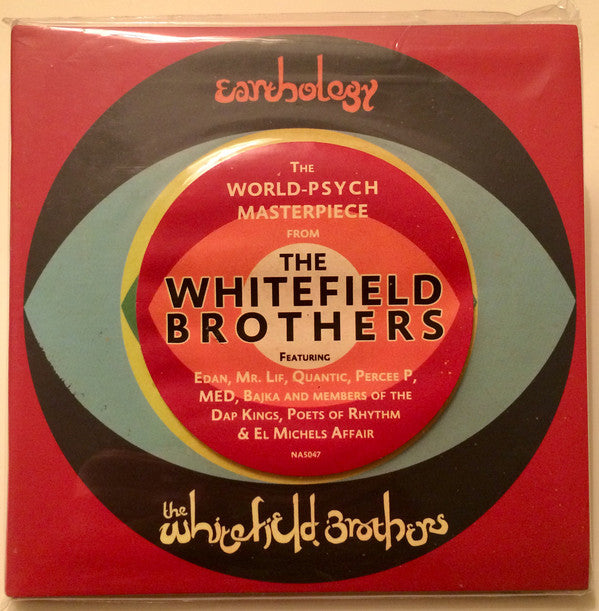 Earthology
THE
WORLD-PSYCH
MASTERPIECE
FROM
THE
WHITEFIELD
BROTHERS
FEATURING
EDAN, MR. LIF, QUANTIC, PERCEE P,
MED, BAJKA AND MEMBERS OF THE
DAP KINGS, POETS OF RHYTHM
& EL MICHELS AFFAIR
NA5047
the
Whitefield Brothers